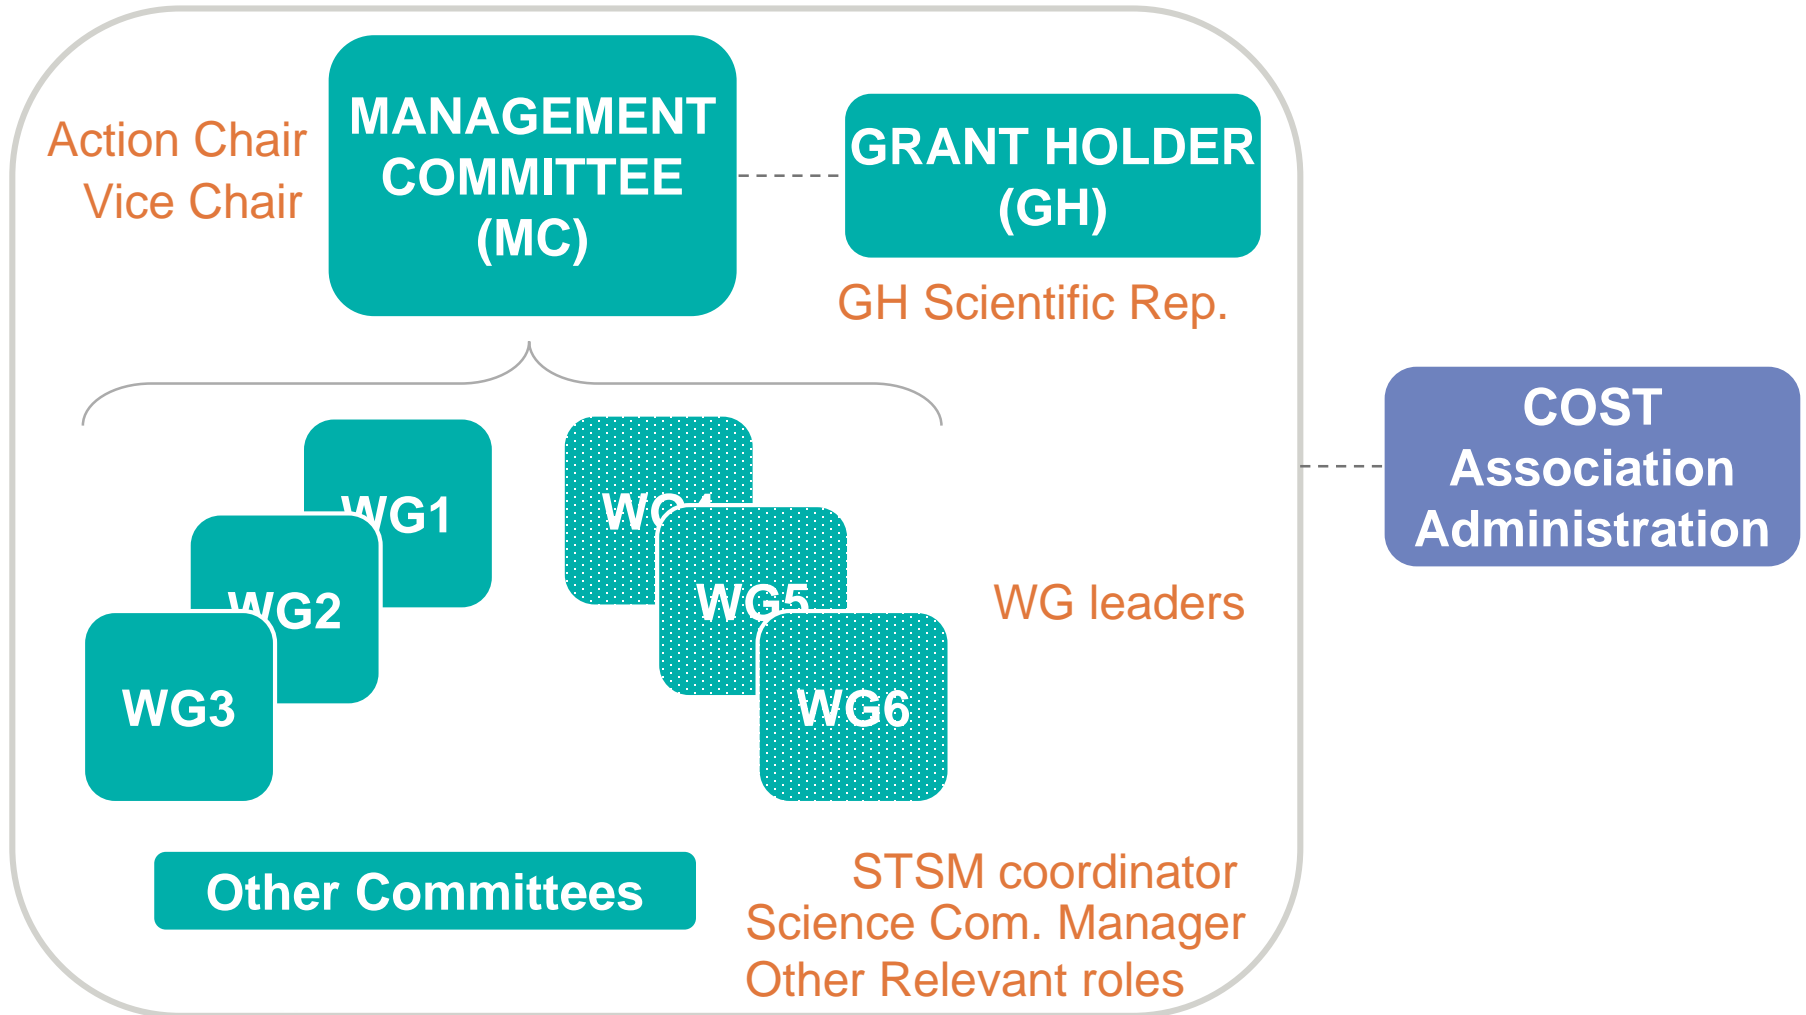 Action Chair
Vice Chair
MANAGEMENT
COMMITTEE
(MC)
GRANT HOLDER
(GH)
GH Scientific Rep.
COST
Association
Administration
WG1
WG2
WG3
WG5
WG6
WG leaders
Other Committees
STSM coordinator
Science Com. Manager
Other Relevant roles